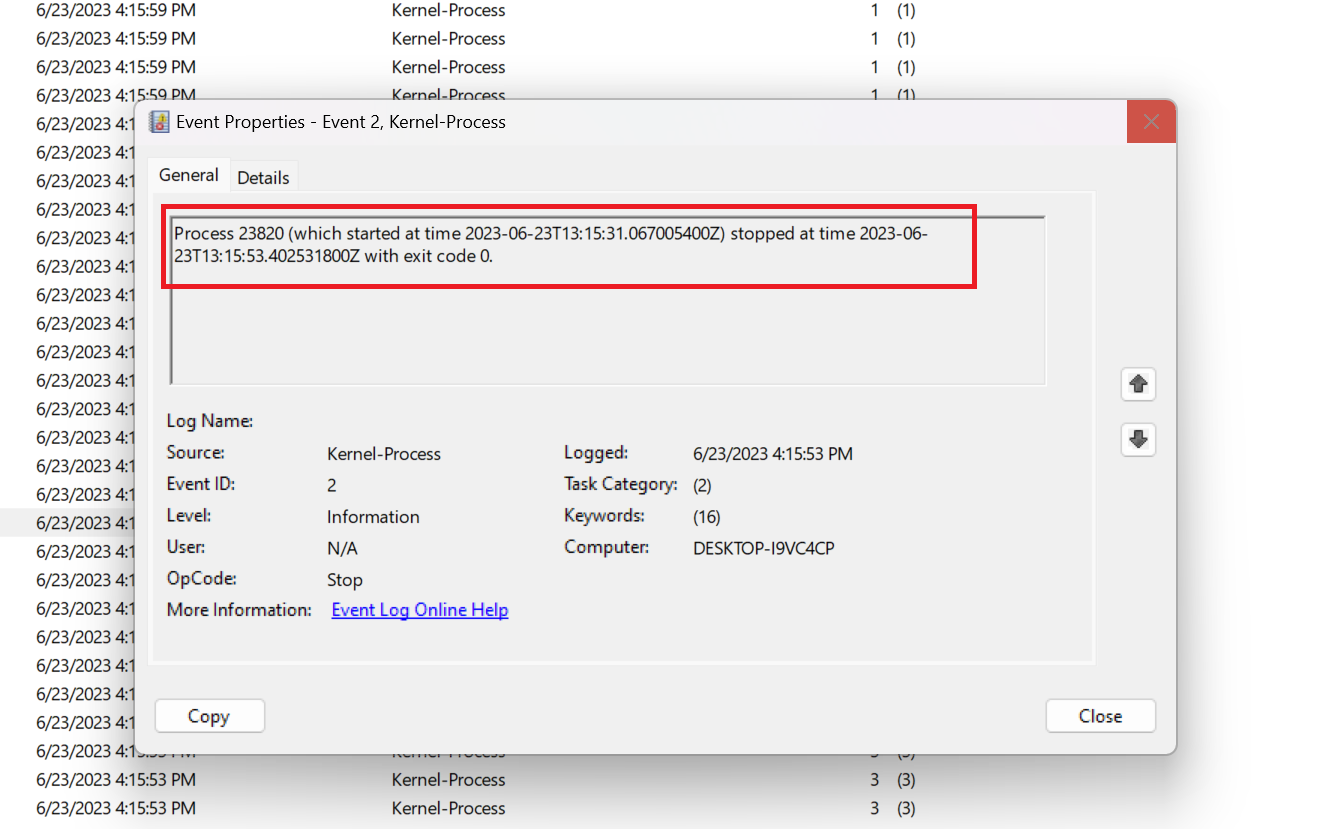 6/23/2023 4:15:59 PM Kernel-Process 1 (1)
6/23/2023 4:15:59 PM Kernel-Process 1 (1)
6/23/2023 4:15:59 PM Kernel-Process 1 (1)
6/23/2023 4:15:59 PM Kernel-Process 1 (1)
6/23/2023 4:1
Event Properties - Event 2, Kernel-Process
6/23/2023 4:1
6/23/2023 4:1
General Details
6/23/2023 4:1
6/23/2023 4:1
Process 23820 (which started at time 2023-06-23T13:15:31.067005400Z) stopped at time 2023-06-
23T13:15:53.402531800Z with exit code 0.
6/23/2023 4:1
6/23/2023 4:1
6/23/2023 4:1
6/23/2023 4:1
6/23/2023 4:1
6/23/2023 4:1
Log Name:
6/23/2023 4:1
Source: Kernel-Process Logged: 6/23/2023 4:15:53 PM
6/23/2023 4:1
Event ID: 2 Task Category: (2)
6/23/2023 4:1
Level: Information Keywords: (16)
6/23/2023 4:1
User: N/A Computer: DESKTOP-I9VC4CP
6/23/2023 4:1
OpCode: Stop
6/23/2023 4:1
More Information: Event Log Online Help
6/23/2023 4:1
6/23/2023 4:1
6/23/2023 4:1
6/23/2023 4:1
Copy Close
6/23/2023 4:1
6/23/2023 4:15:53 PM Kernel-Process 3 (3)
6/23/2023 4:15:53 PM Kernel-Process 3 (3)
6/23/2023 4:15:53 PM Kernel-Process 3 (3)